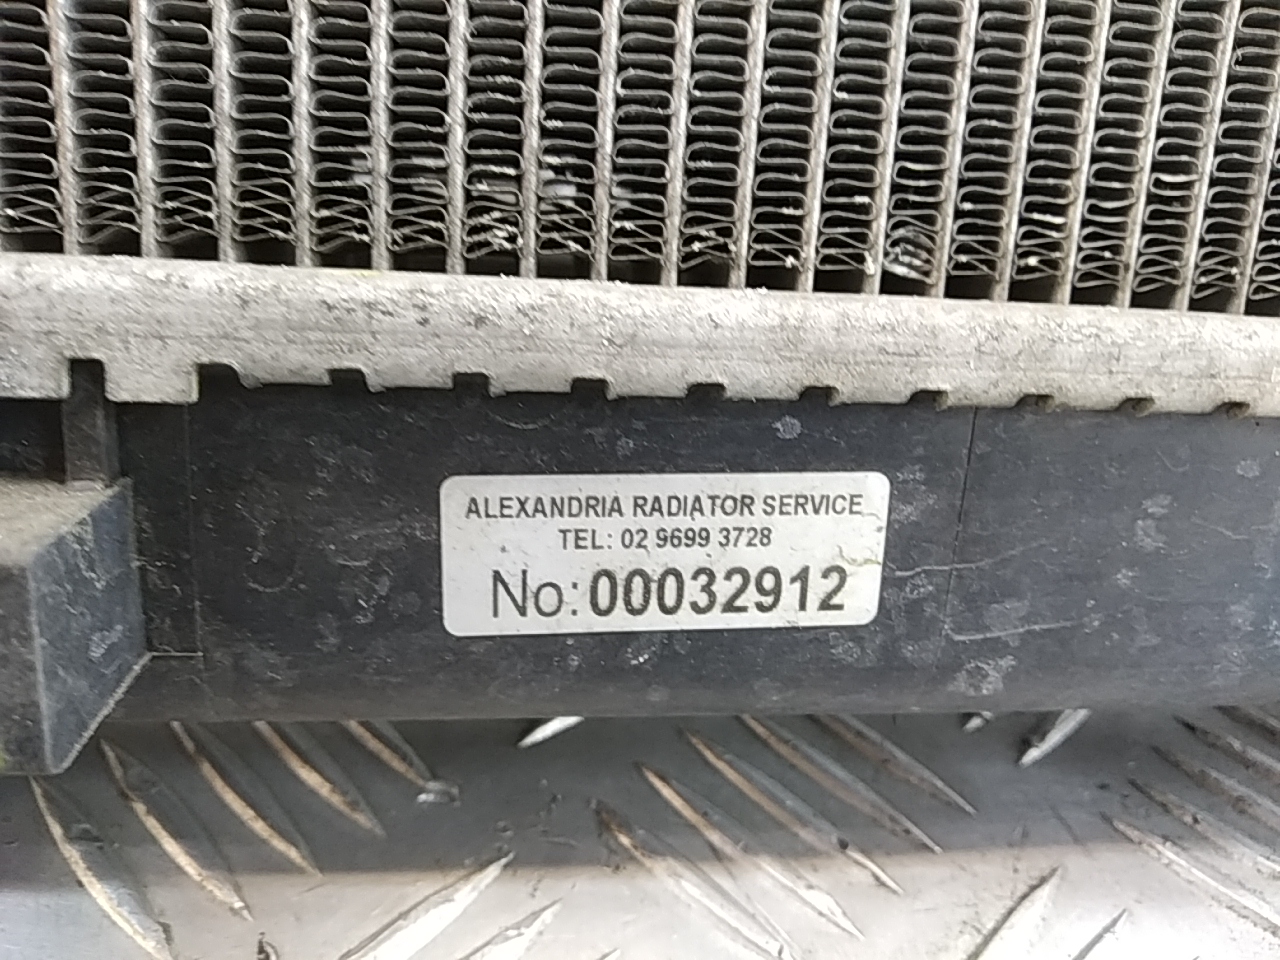 ALEXANDRIA RADIATOR SERVICE
TEL: 02 9699 3728
No:00032912